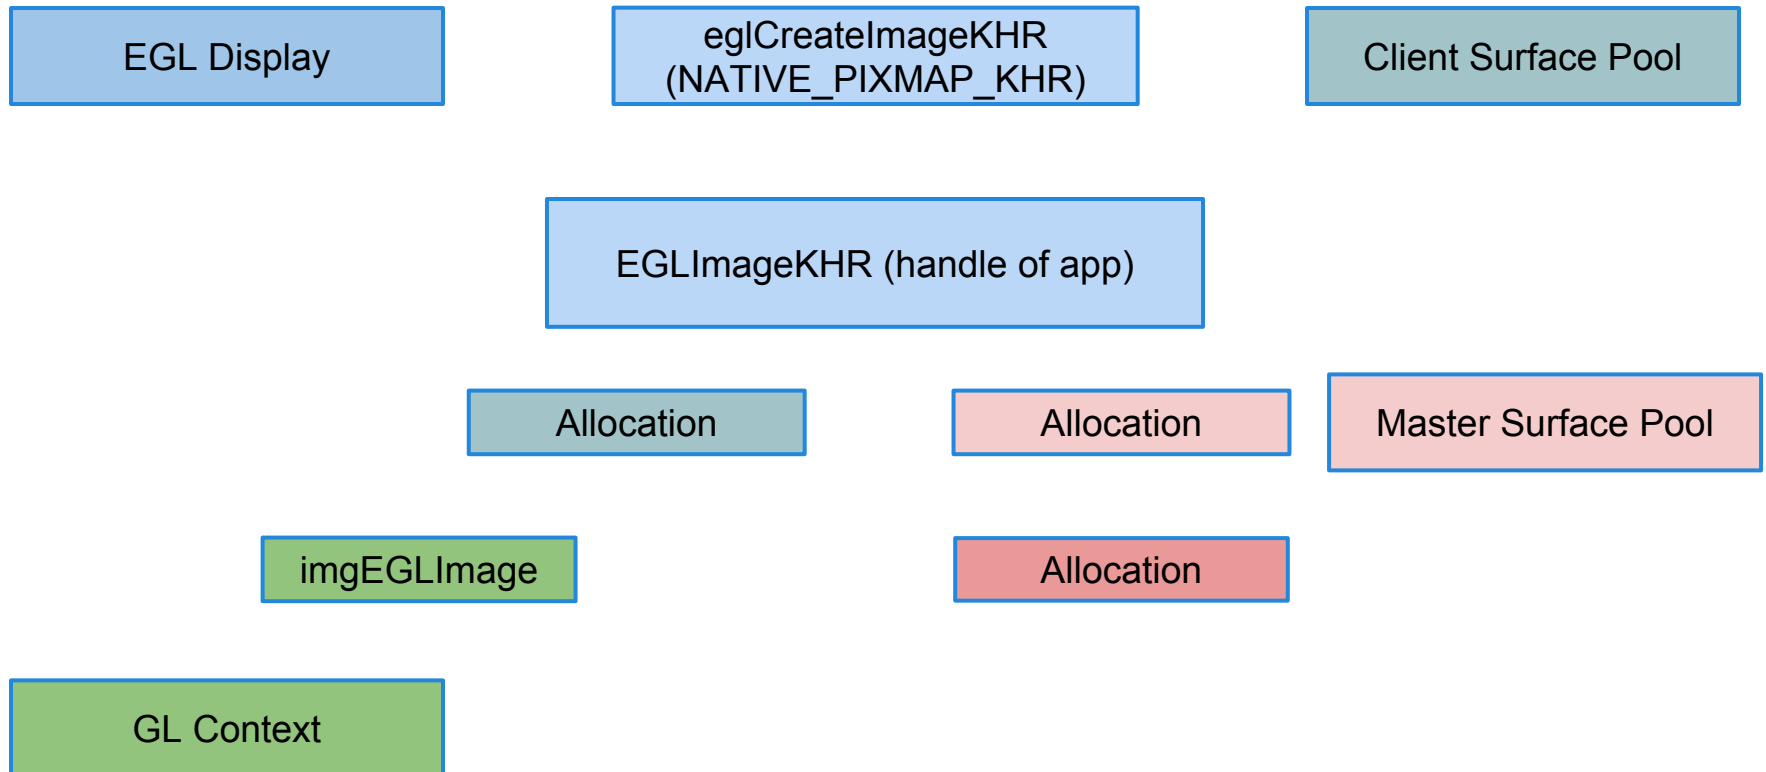 EGL Display
eglCreateImageKHR
(NATIVE_PIXMAP_KHR)
Client Surface Pool
EGLImageKHR (handle of app)
Allocation
Allocation
Master Surface Pool
imgEGLImage
Allocation
GL Context